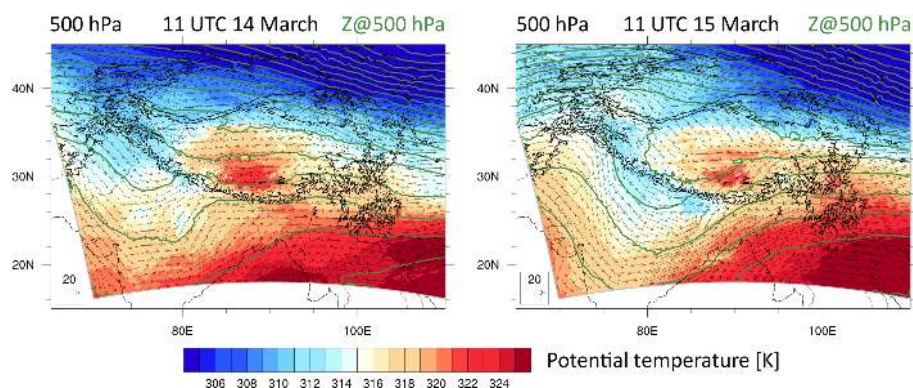 500 hPa 11 UTC 14 March Z@500 hPa
500 hPa 11 UTC 15 March Z@500 hPa
40N
30N
20N
20
80E 100E
40N
30N
20N
20
80E 100E
306 308 310 312 314 316 318 320 322 324
Potential temperature [K]